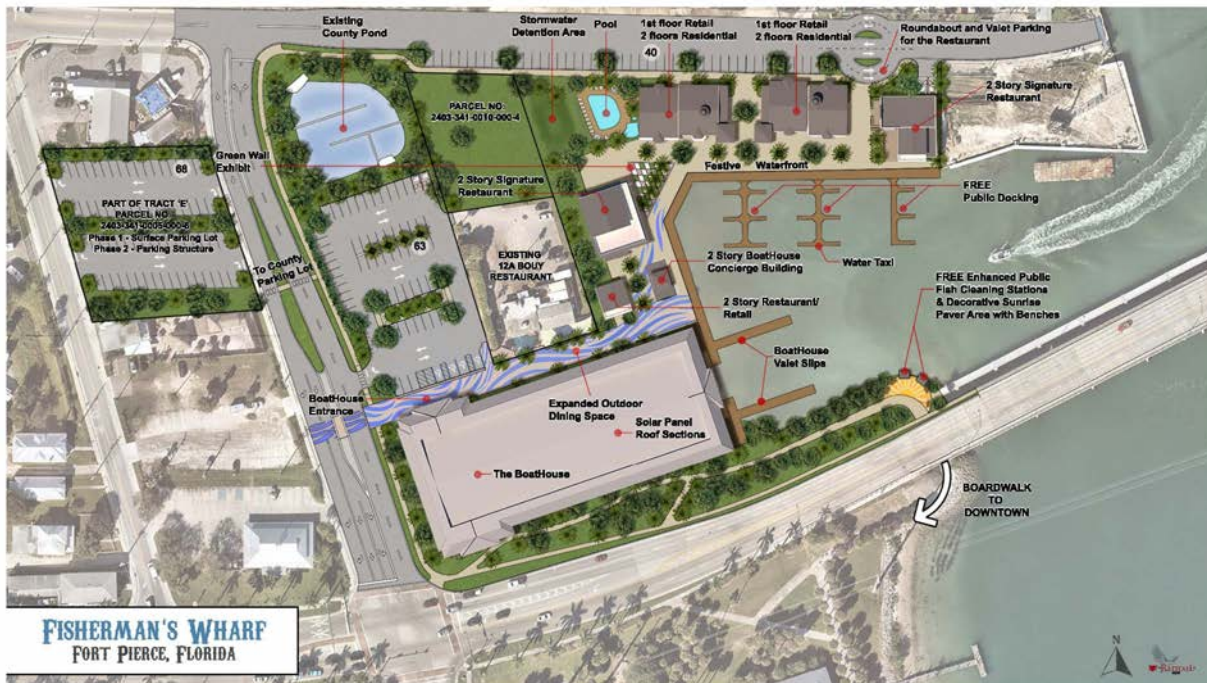 Existing
County Pond
Stormwater
Detention Area
Pool
1st floor Retail
2 floors Residential
1st floor Retail
2 floors Residential
Roundabout and Valet Parking
for the Restaurant
40
2 Story Signature
Restaurant
PARCEL NO:
2403-341-0010-000-4
Green Wall
Exhibit
2 Story Signature
Restaurant
Festive Waterfront
FREE
Public Docking
68
PART OF TRACT 'E'
PARCEL NO:
Phase 1 - Surface Parking Lot
Phase 2 - Parking Structure
To County
Parking Lot
63
EXISTING
12A BOUY
RESTAURANT
2 Story BoatHouse
Concierge Building
Water Taxi
FREE Enhanced Public
Fish Cleaning Stations
& Decorative Sunrise
Paver Area with Benches
2 Story Restaurant/
Retail
BoatHouse
Valet Slips
BoatHouse
Entrance
Expanded Outdoor
Dining Space
Solar Panel
Roof Sections
The BoatHouse
BOARDWALK
TO
DOWNTOWN
FISHERMAN'S WHARF
FORT PIERCE, FLORIDA
N